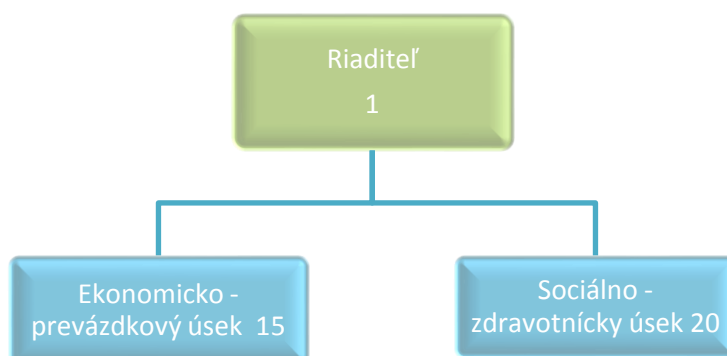 Riaditeľ
1
Ekonomicko -
prevázdkový úsek 15
Sociálno -
zdravotnícky úsek 20